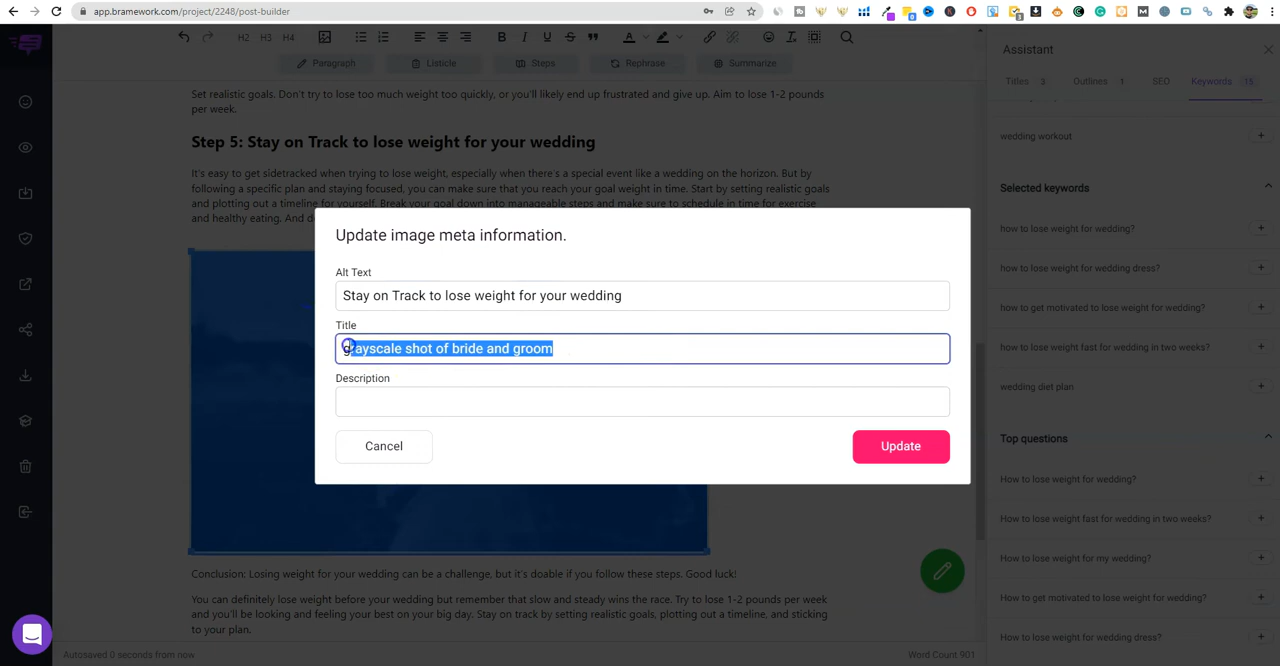 app.bramework.com/project/2248/post-builder
H2 H3 H4
B I U S A
Paragraph Listicle Steps Rephrase Summarize
Set realistic goals. Don't try to lose too much weight too quickly, or you'll likely end up frustrated and give up. Aim to lose 1-2 pounds
per week.
Step 5: Stay on Track to lose weight for your wedding
It's easy to get sidetracked when trying to lose weight, especially when there's a special event like a wedding on the horizon. But by
following a specific plan and staying focused, you can make sure that you reach your goal weight in time. Start by setting realistic goals
and plotting out a timeline for yourself. Break your goal down into manageable steps and make sure to schedule in time for exercise
and healthy eating. And d
Update image meta information.
Alt Text
Stay on Track to lose weight for your wedding
Title
grayscale shot of bride and groom
Description
Cancel Update
Conclusion: Losing weight for your wedding can be a challenge, but it's doable if you follow these steps. Good luck!
You can definitely lose weight before your wedding but remember that slow and steady wins the race. Try to lose 1-2 pounds per week
and you'll be looking and feeling your best on your big day. Stay on track by setting realistic goals, plotting out a timeline, and sticking
to your plan.
Autosaved 0 seconds from now Word Count 901
Assistant
Titles 3 Outlines 1 SEO Keywords 15
wedding workout
Selected keywords
how to lose weight for wedding?
how to lose weight for wedding dress?
how to get motivated to lose weight for wedding?
how to lose weight fast for wedding in two weeks?
wedding diet plan
Top questions
How to lose weight for wedding?
How to lose weight fast for wedding in two weeks?
How to lose weight for my wedding?
How to get motivated to lose weight for wedding?
How to lose weight for wedding dress?